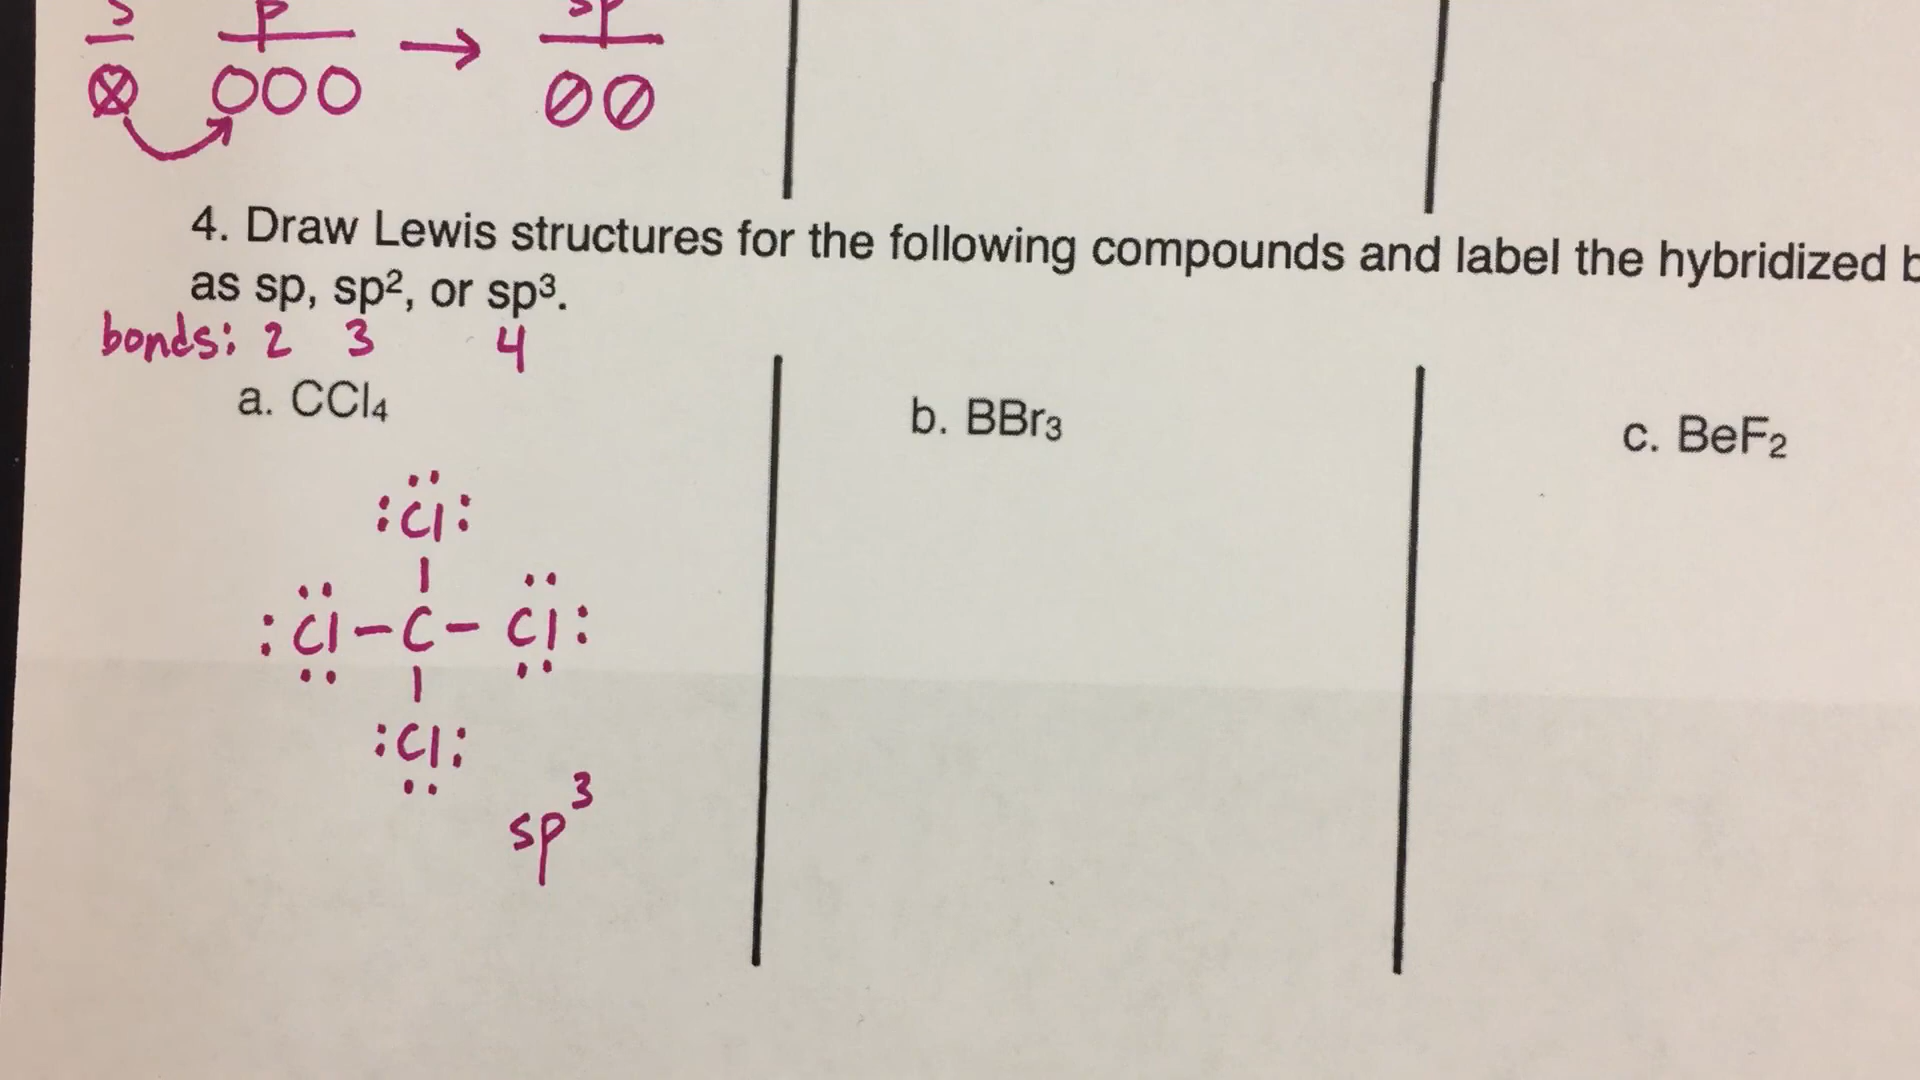 s p → sp
4. Draw Lewis structures for the following compounds and label the hybridized
as sp, sp², or sp³.
bonds: 2 3 4
a. CCl₄
b. BBr₃
c. BeF₂
:Cl:
:Cl-C-Cl:
:Cl:
sp³